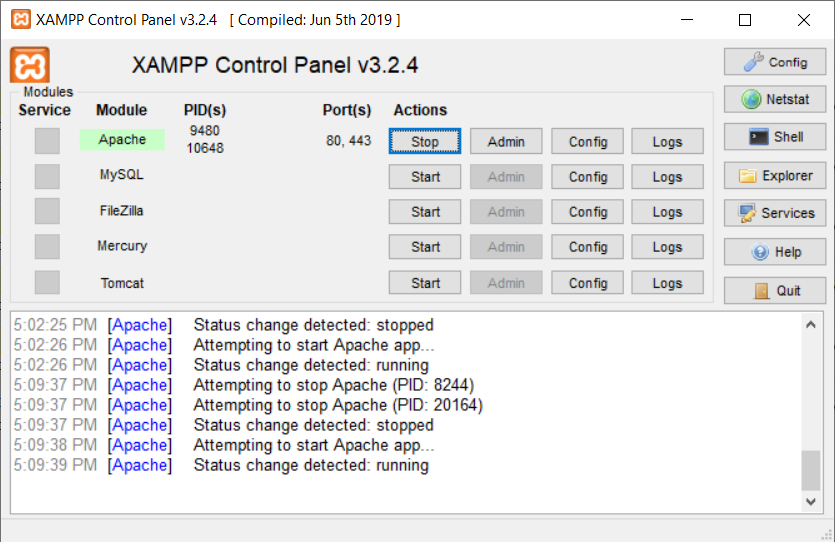 XAMPP Control Panel v3.2.4 [ Compiled: Jun 5th 2019 ]
XAMPP Control Panel v3.2.4
Config
Modules
Service Module PID(s) Port(s) Actions
Netstat
Apache 9480 10648 80, 443 Stop Admin Config Logs
Shell
MySQL Start Admin Config Logs
Explorer
FileZilla Start Admin Config Logs
Services
Mercury Start Admin Config Logs
Help
Tomcat Start Admin Config Logs
Quit
5:02:25 PM [Apache] Status change detected: stopped
5:02:26 PM [Apache] Attempting to start Apache app...
5:02:26 PM [Apache] Status change detected: running
5:09:37 PM [Apache] Attempting to stop Apache (PID: 8244)
5:09:37 PM [Apache] Attempting to stop Apache (PID: 20164)
5:09:37 PM [Apache] Status change detected: stopped
5:09:38 PM [Apache] Attempting to start Apache app...
5:09:39 PM [Apache] Status change detected: running